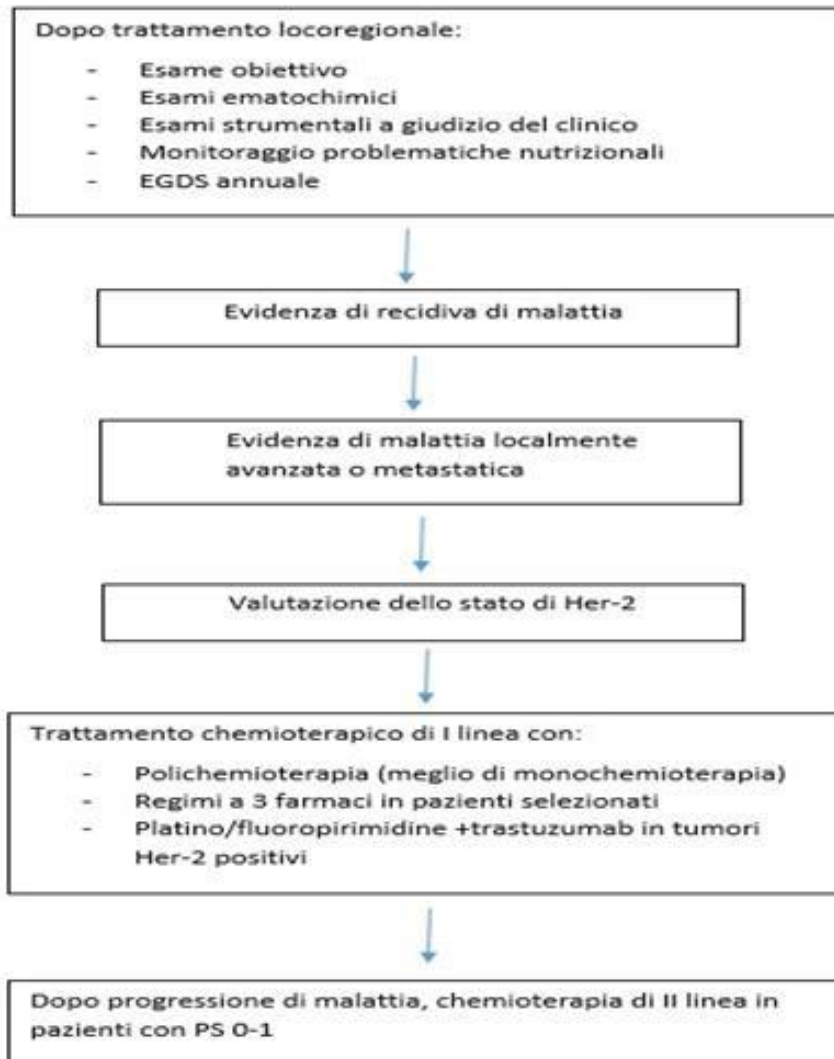 Dopo trattamento locoregionale:
- Esame obiettivo
- Esami ematochimici
- Esami strumentali a giudizio del clinico
- Monitoraggio problematiche nutrizionali
- EGDS annuale
Evidenza di recidiva di malattia
Evidenza di malattia localmente
avanzata o metastatica
Valutazione dello stato di Her-2
Trattamento chemioterapico di I linea con:
- Polichemioterapia (meglio di monochemioterapia)
- Regimi a 3 farmaci in pazienti selezionati
- Platino/fluoropirimidine +trastuzumab in tumori
Her-2 positivi
Dopo progressione di malattia, chemioterapia di II linea in
pazienti con PS 0-1